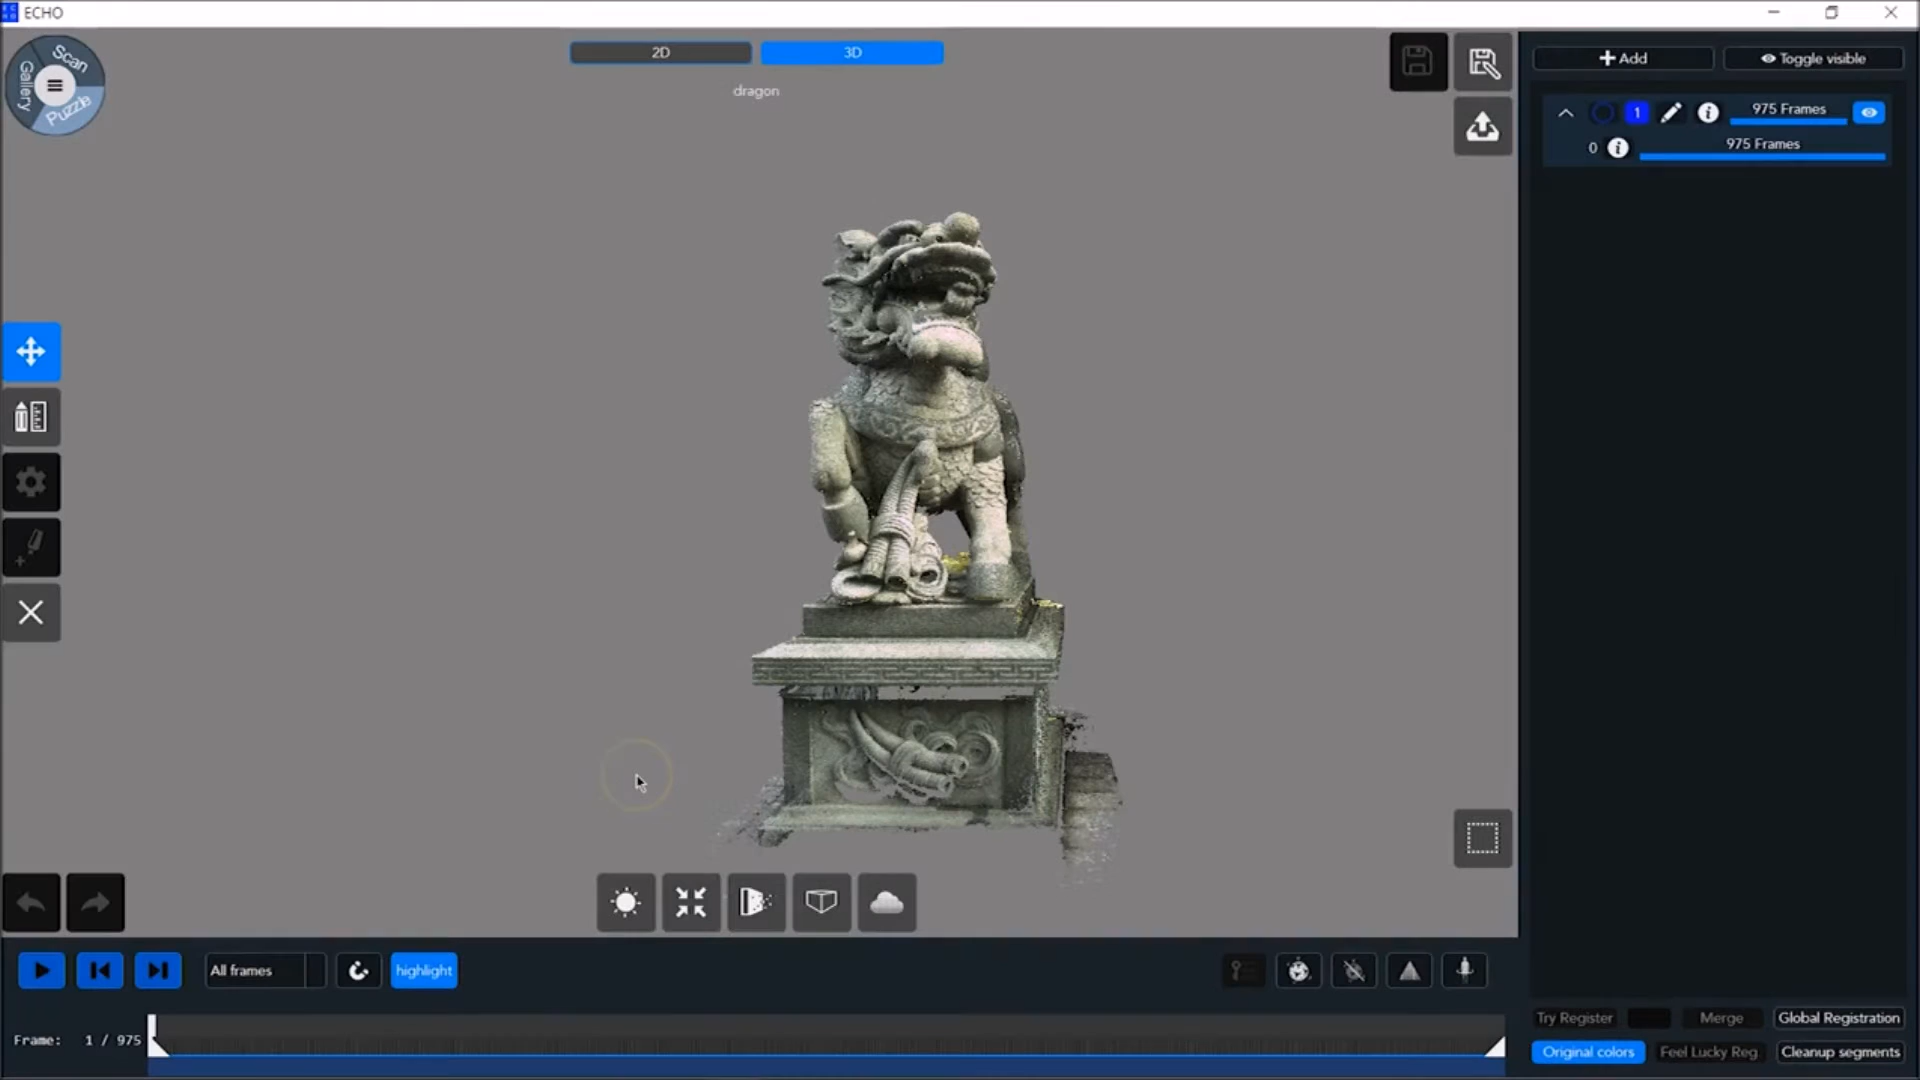 ECHO
Scan
Gallery
Puzzle
2D
3D
dragon
Add
Toggle visible
1
975 Frames
0
975 Frames
All frames
highlight
Frame: 1 / 975
Try Register
Merge
Global Registration
Original colors
Feel Lucky Reg
Cleanup segments